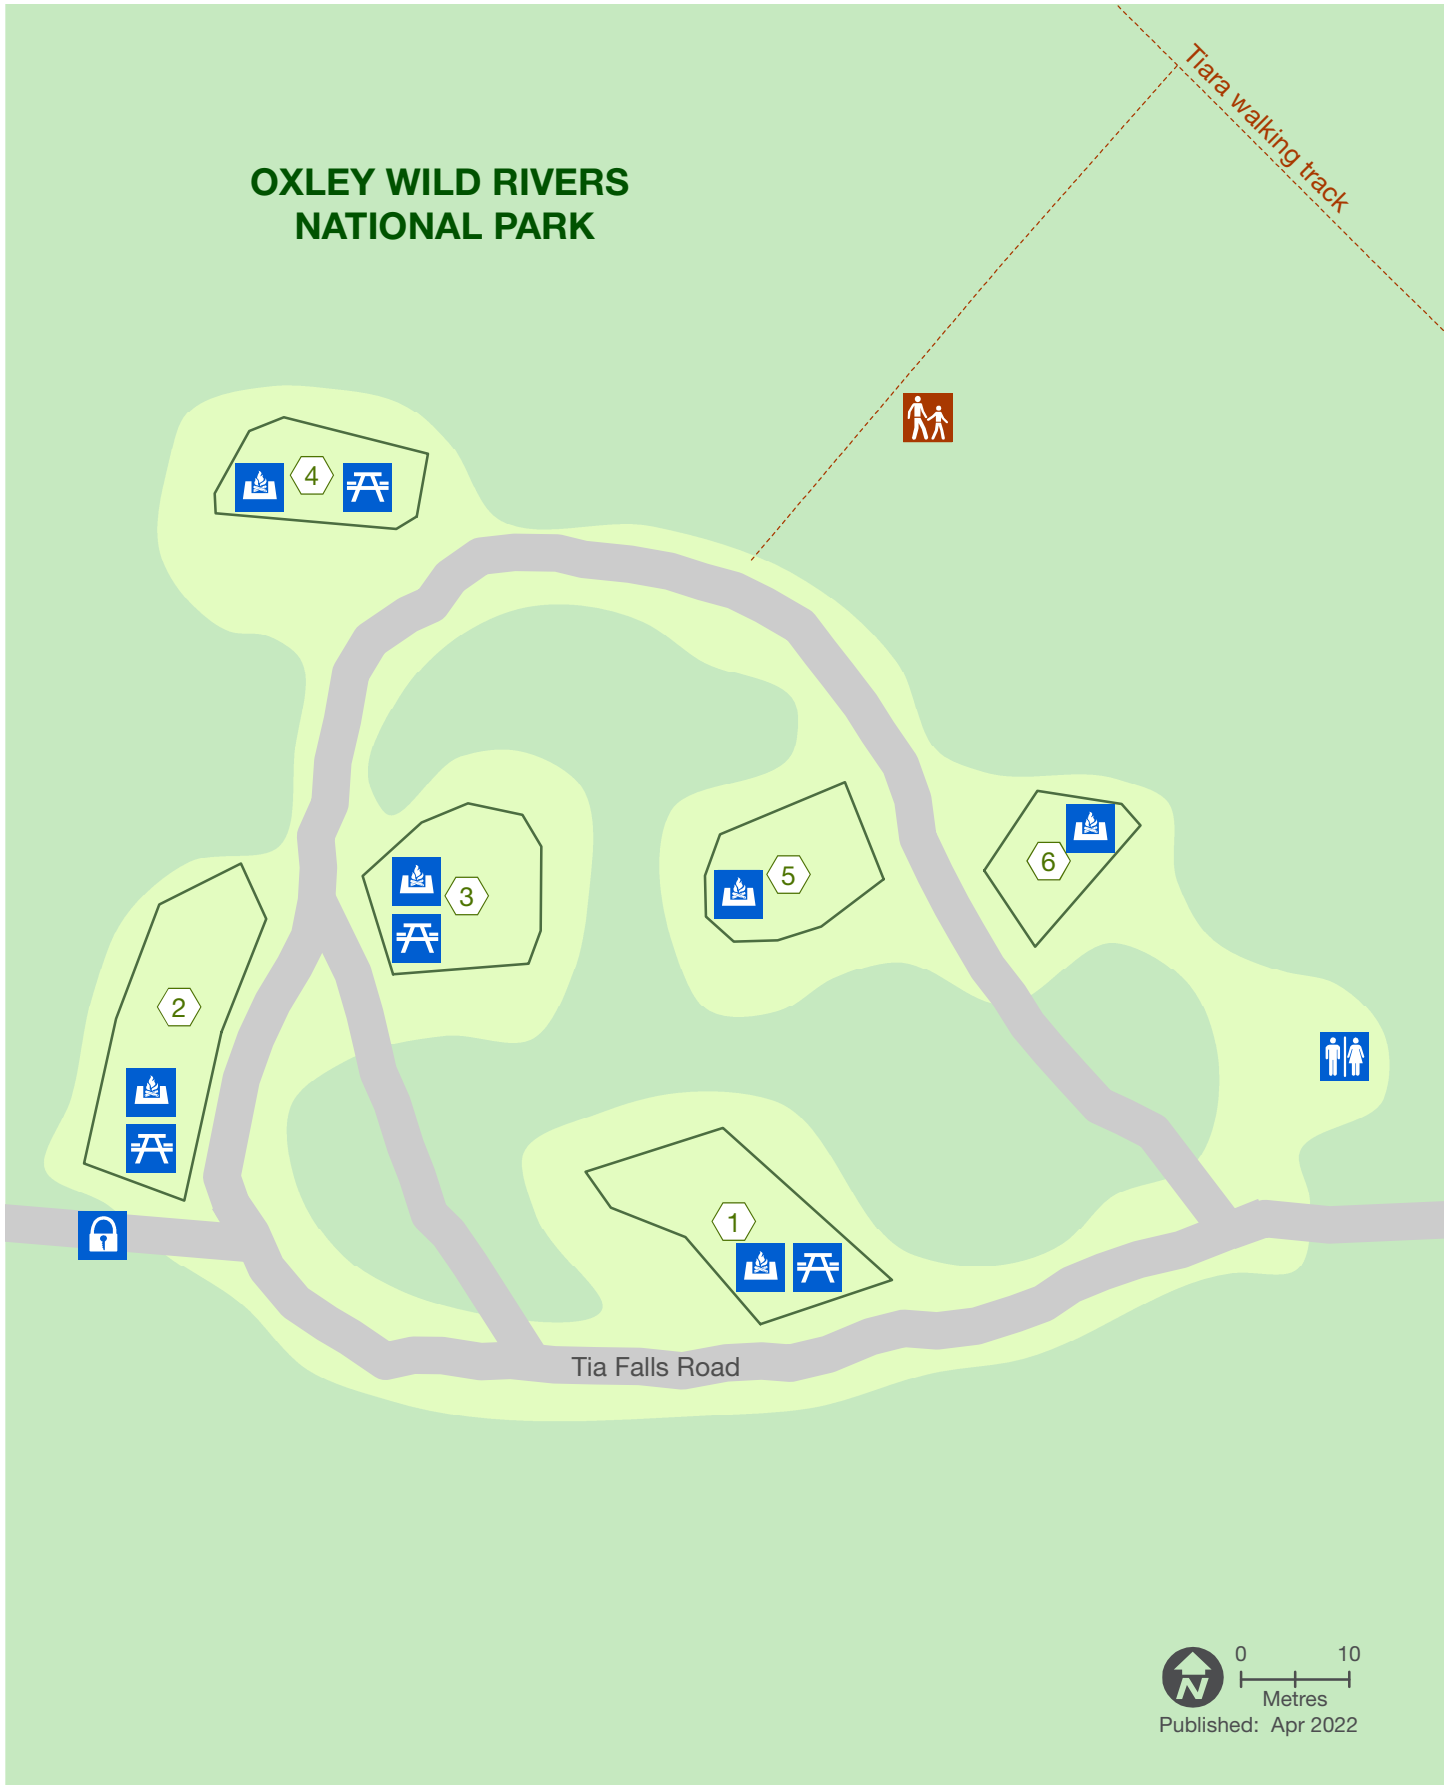 Tiara walking track
OXLEY WILD RIVERS
NATIONAL PARK
4
5
6
3
2
1
Tia Falls Road
0 10
N
Metres
Published: Apr 2022